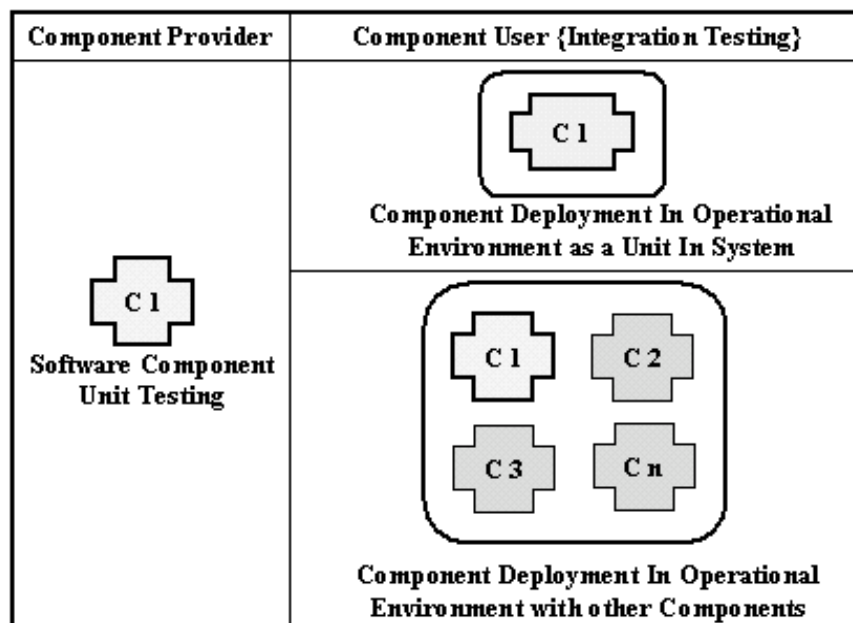 Component Provider
Component User {Integration Testing}
C 1
Software Component
Unit Testing
C 1
Component Deployment In Operational
Environment as a Unit In System
C 1
C 2
C 3
C n
Component Deployment In Operational
Environment with other Components